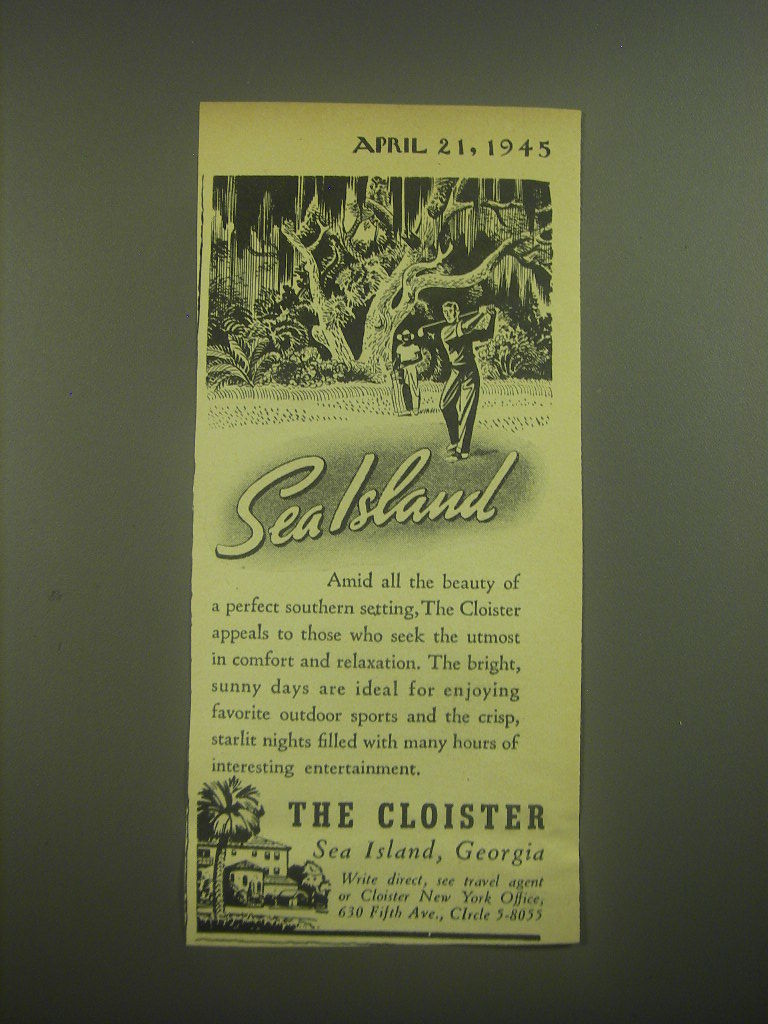 APRIL 21, 1945
Sea Island
Amid all the beauty of
a perfect southern setting, The Cloister
appeals to those who seek the utmost
in comfort and relaxation. The bright,
sunny days are ideal for enjoying
favorite outdoor sports and the crisp,
starlit nights filled with many hours of
interesting entertainment.
THE CLOISTER
Sea Island, Georgia
Write direct, see travel agent
or Cloister New York Office,
630 Fifth Ave., CIrcle 5-8055